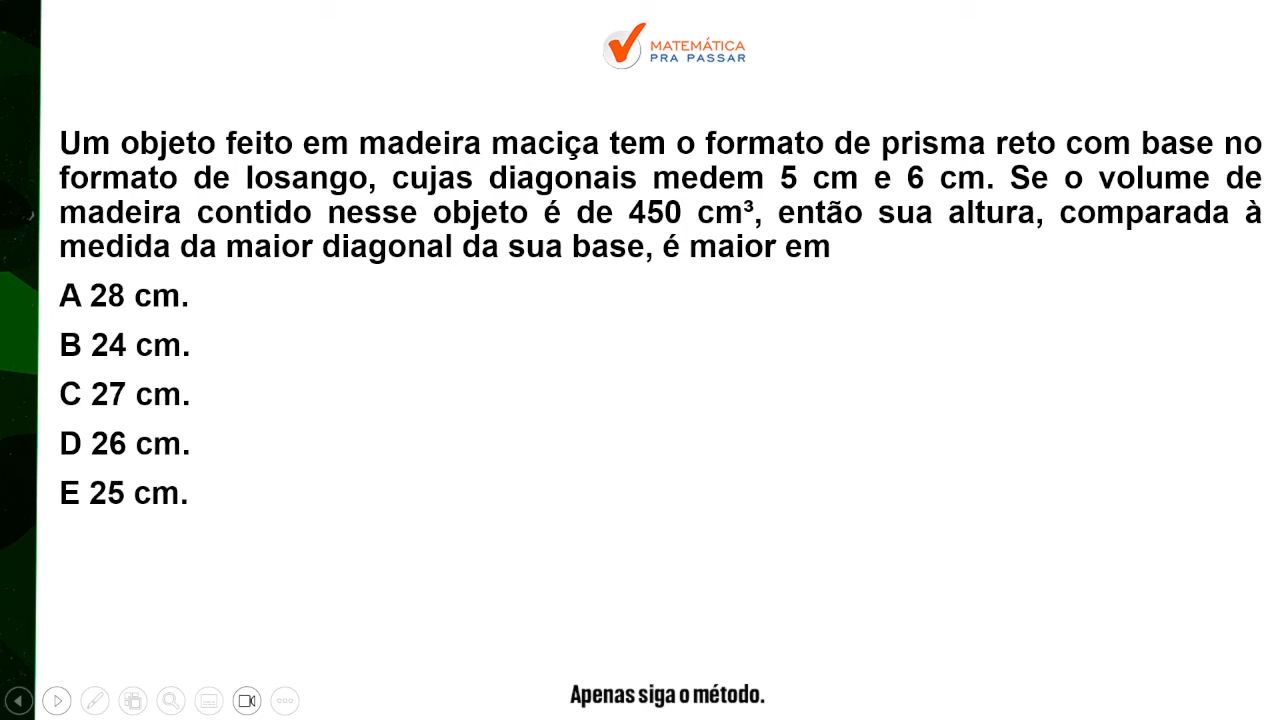 MATEMÁTICA
PRA PASSAR
Um objeto feito em madeira maciça tem o formato de prisma reto com base no
formato de losango, cujas diagonais medem 5 cm e 6 cm. Se o volume de
madeira contido nesse objeto é de 450 cm³, então sua altura, comparada à
medida da maior diagonal da sua base, é maior em
A 28 cm.
B 24 cm.
C 27 cm.
D 26 cm.
E 25 cm.
Apenas siga o método.